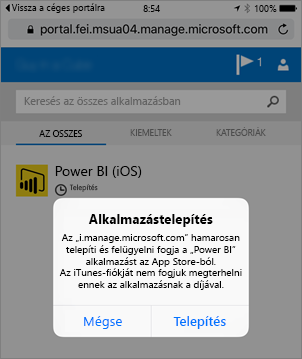 Vissza a céges portálra 8:54 100%
portal.fei.msua04.manage.microsoft.com
1
Keresés az összes alkalmazásban
AZ ÖSSZES KIEMELTEK KATEGÓRIÁK
Power BI (iOS)
Telepítés
Alkalmazástelepítés
Az „i.manage.microsoft.com” hamarosan
telepíti és felügyelni fogja a „Power BI”
alkalmazást az App Store-ból.
Az iTunes-fiókját nem fogjuk megterhelni
ennek az alkalmazásnak a díjával.
Mégse Telepítés